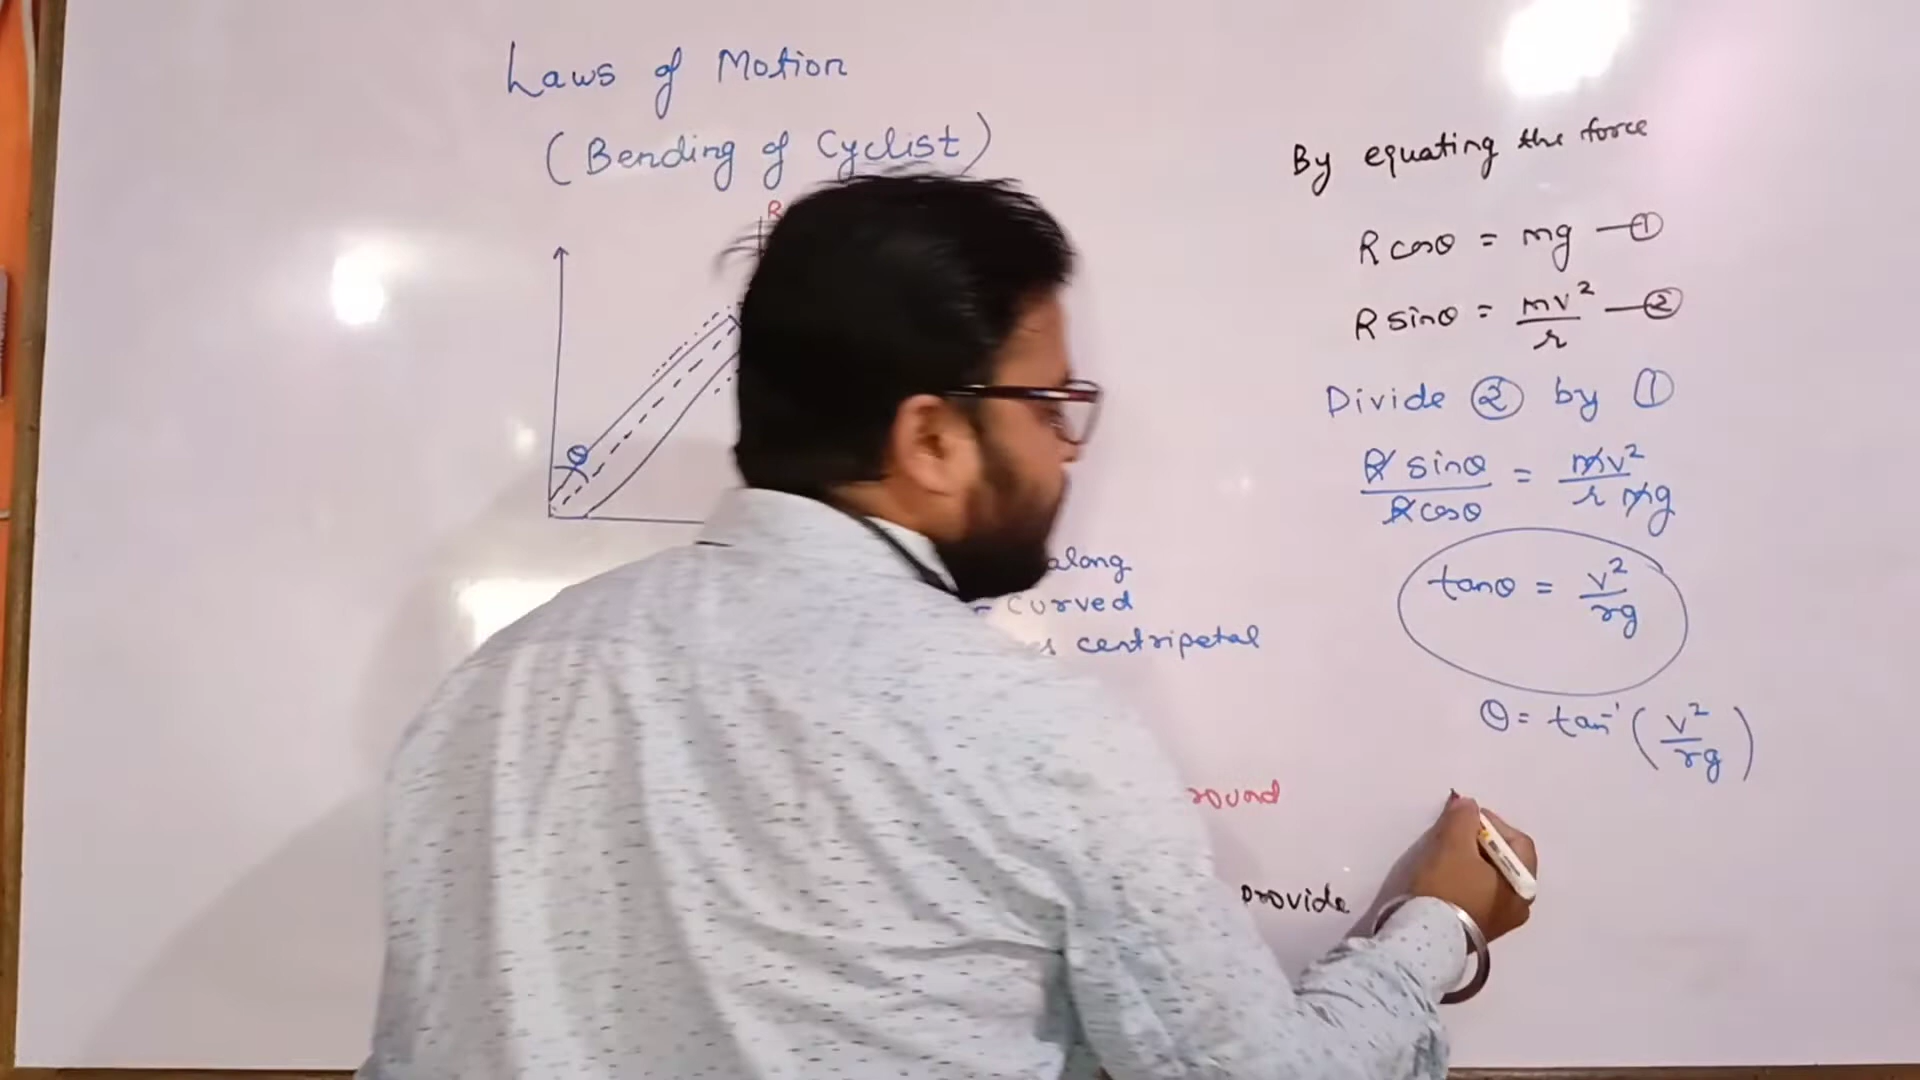 Laws of Motion
(Bending of Cyclist)
R
θ
along
curved
centripetal
round
provide
By equating the force
R cosθ = mg —①
R sinθ = mv²/r —②
Divide ② by ①
R sinθ/R cosθ = mv²/r mg
tanθ = v²/rg
θ = tan⁻¹(v²/rg)